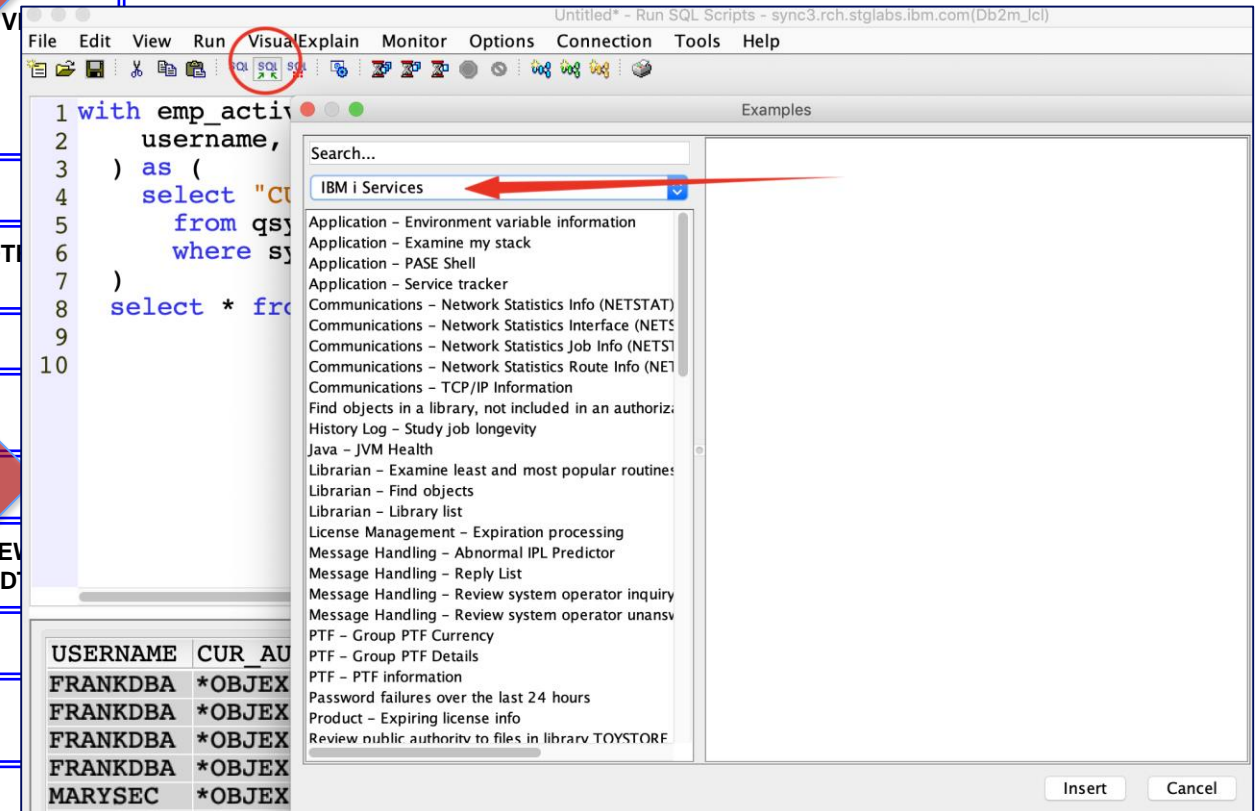 Untitled* - Run SQL Scripts - sync3.rch.stglabs.ibm.com(Db2m_lcl)
File Edit View Run VisualExplain Monitor Options Connection Tools Help
SQL SQL
Examples
1 with emp_activ
2 username,
3 ) as (
4 select "CU
5 from qsy
6 where sy
7 )
8 select * fro
9
10
Search...
IBM i Services
Application - Environment variable information
Application - Examine my stack
Application - PASE Shell
Application - Service tracker
Communications - Network Statistics Info (NETSTAT)
Communications - Network Statistics Interface (NETS
Communications - Network Statistics Job Info (NETST
Communications - Network Statistics Route Info (NET
Communications - TCP/IP Information
Find objects in a library, not included in an authoriza
History Log - Study job longevity
Java - JVM Health
Librarian - Examine least and most popular routines
Librarian - Find objects
Librarian - Library list
License Management - Expiration processing
Message Handling - Abnormal IPL Predictor
Message Handling - Reply List
Message Handling - Review system operator inquiry
Message Handling - Review system operator unansw
PTF - Group PTF Currency
PTF - Group PTF Details
PTF - PTF information
Password failures over the last 24 hours
Product - Expiring license info
Review public authority to files in library TOYSTORE
USERNAME CUR_AU
FRANKDBA *OBJEX
FRANKDBA *OBJEX
FRANKDBA *OBJEX
FRANKDBA *OBJEX
MARYSEC *OBJEX
Insert Cancel